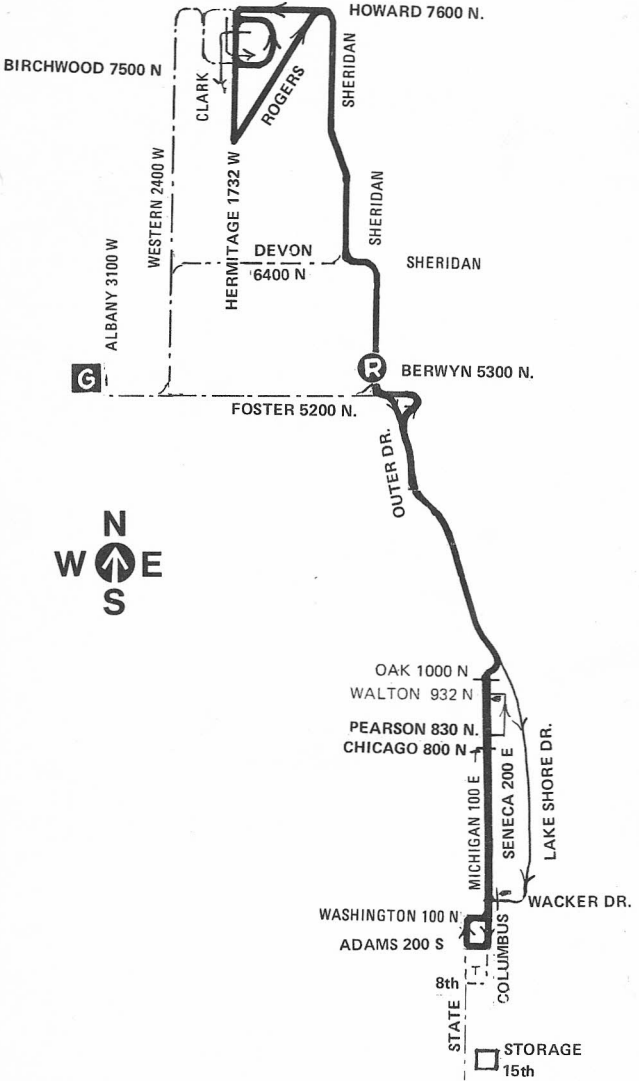 HOWARD 7600 N.
BIRCHWOOD 7500 N
CLARK
ROGERS
SHERIDAN
WESTERN 2400 W
HERMITAGE 1732 W
SHERIDAN
ALBANY 3100 W
DEVON
6400 N
SHERIDAN
G
R
BERWYN 5300 N.
FOSTER 5200 N.
OUTER DR.
N
W E
S
OAK 1000 N
WALTON 932 N
PEARSON 830 N.
CHICAGO 800 N
MICHIGAN 100 E
SENECA 200 E
LAKE SHORE DR.
WACKER DR.
WASHINGTON 100 N
ADAMS 200 S
COLUMBUS
T
8th
STATE
STORAGE
15th